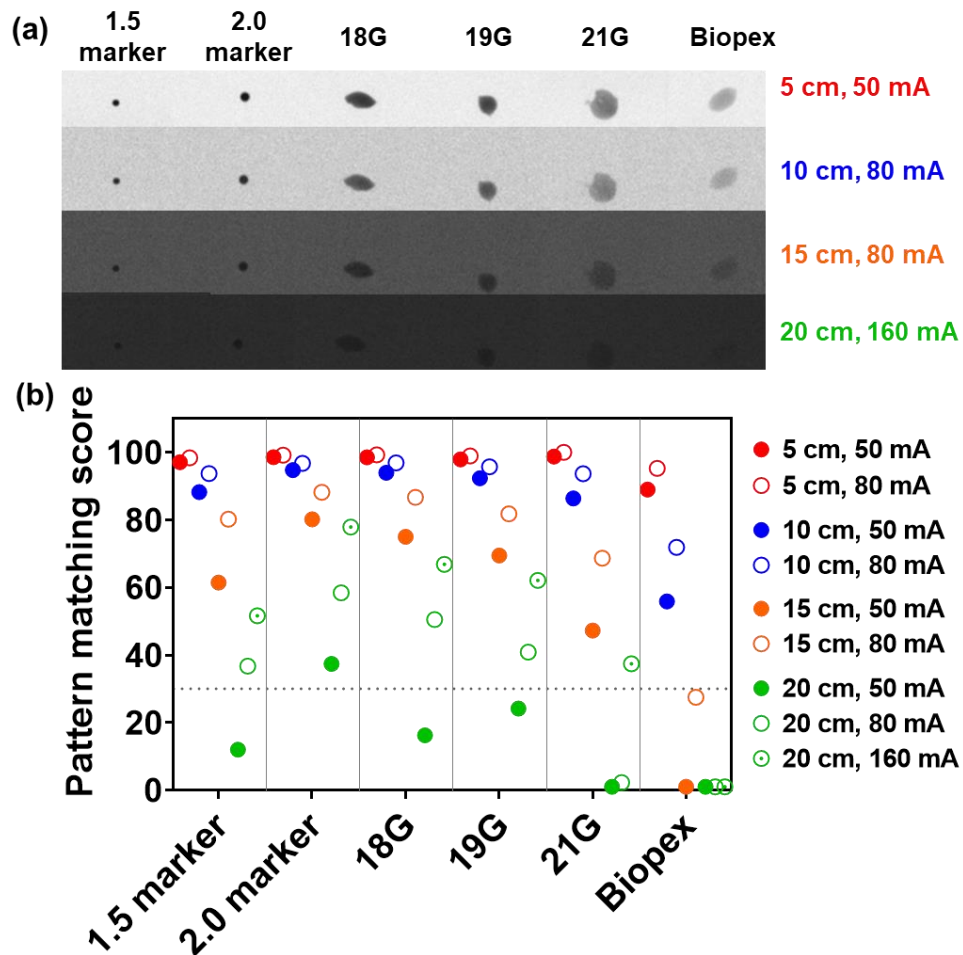 (a)
1.5 marker
2.0 marker
18G
19G
21G
Biopex
5 cm, 50 mA
10 cm, 80 mA
15 cm, 80 mA
20 cm, 160 mA
(b)
Pattern matching score
100
80
60
40
20
0
1.5 marker
2.0 marker
18G
19G
21G
Biopex
5 cm, 50 mA
5 cm, 80 mA
10 cm, 50 mA
10 cm, 80 mA
15 cm, 50 mA
15 cm, 80 mA
20 cm, 50 mA
20 cm, 80 mA
20 cm, 160 mA